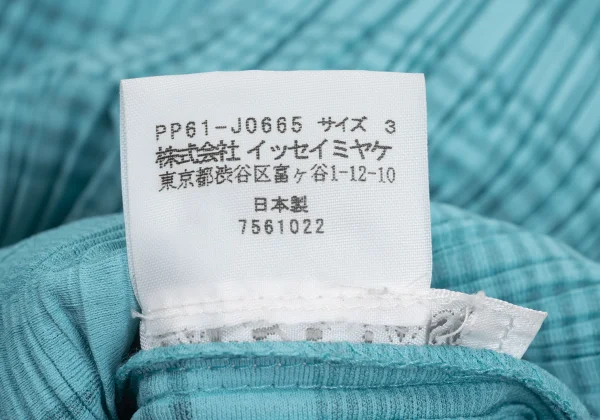 PP61-J0665 サイズ 3
株式会社 イッセイミヤケ
東京都渋谷区富ヶ谷1-12-10
日本製
7561022